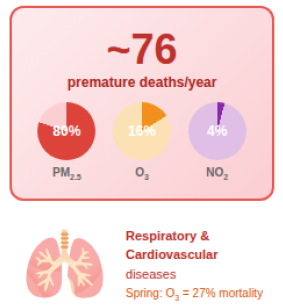 ~76
premature deaths/year
80% 16% 4%
PM2.5 O3 NO2
Respiratory &
Cardiovascular
diseases
Spring: O3 = 27% mortality